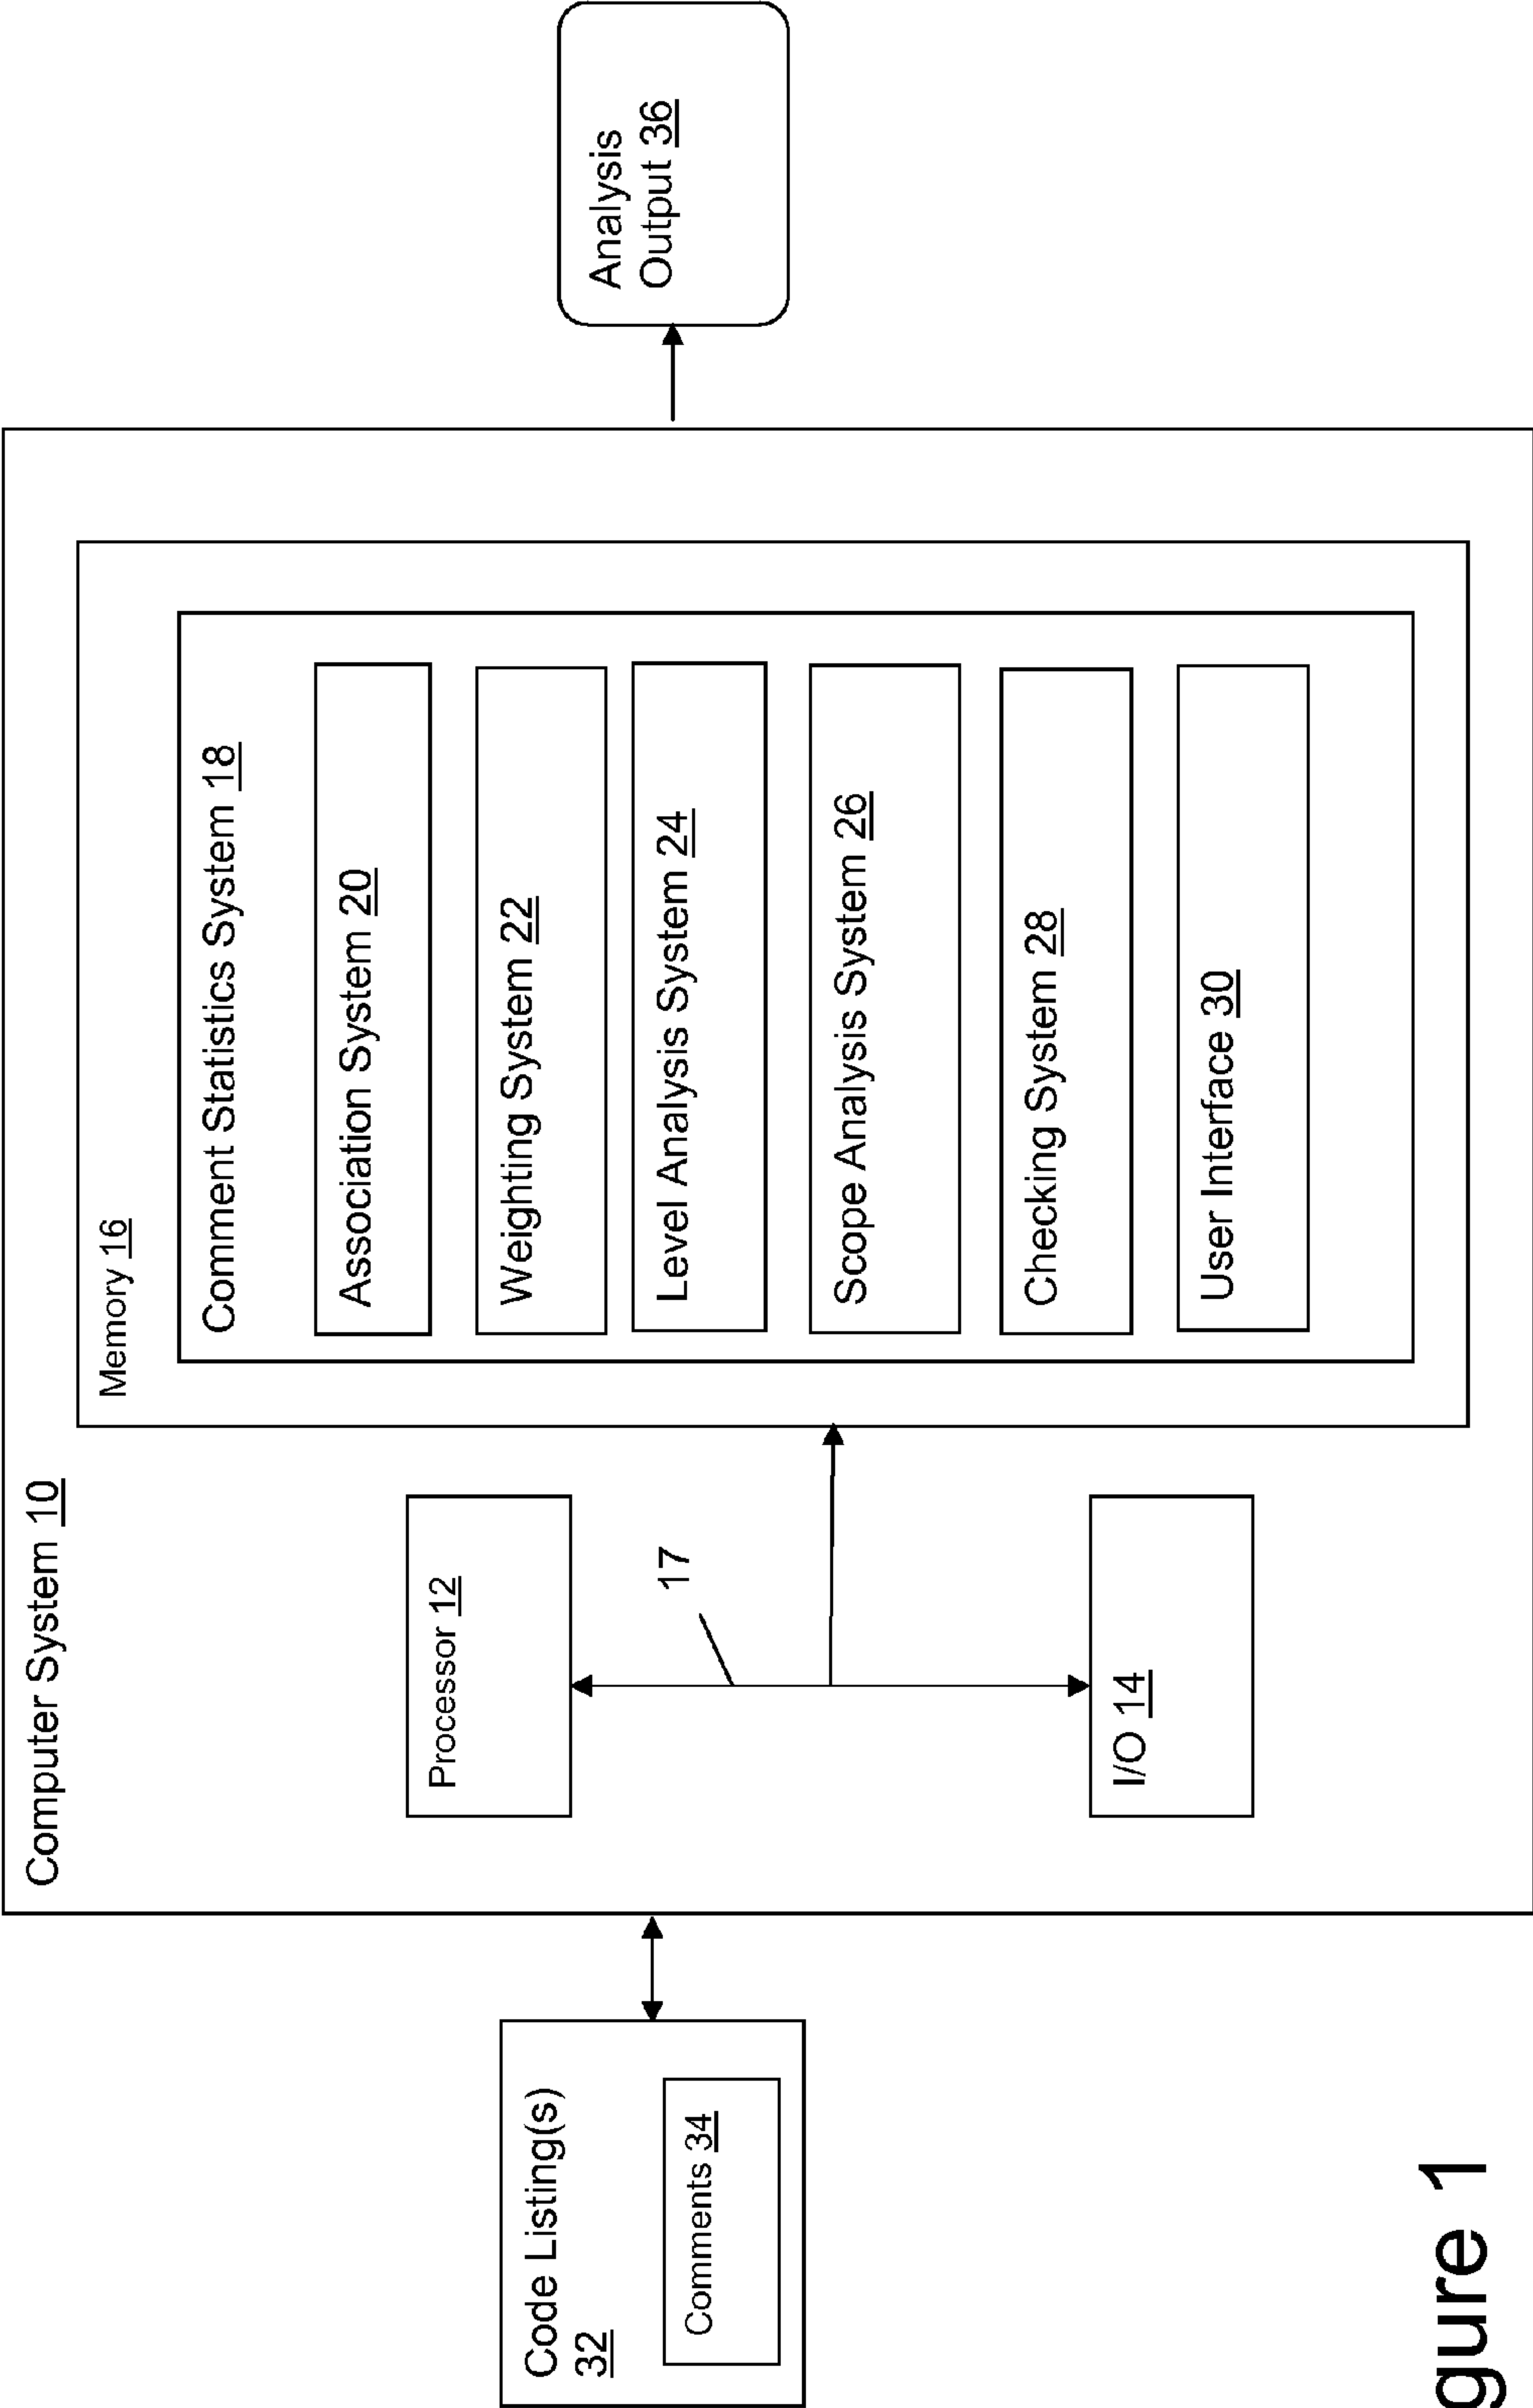 Computer System 10
Memory 16
Comment Statistics System 18
Association System 20
Weighting System 22
Level Analysis System 24
Scope Analysis System 26
Checking System 28
User Interface 30
Processor 12
17
I/O 14
Code Listing(s)
32
Comments 34
Analysis
Output 36
gure 1